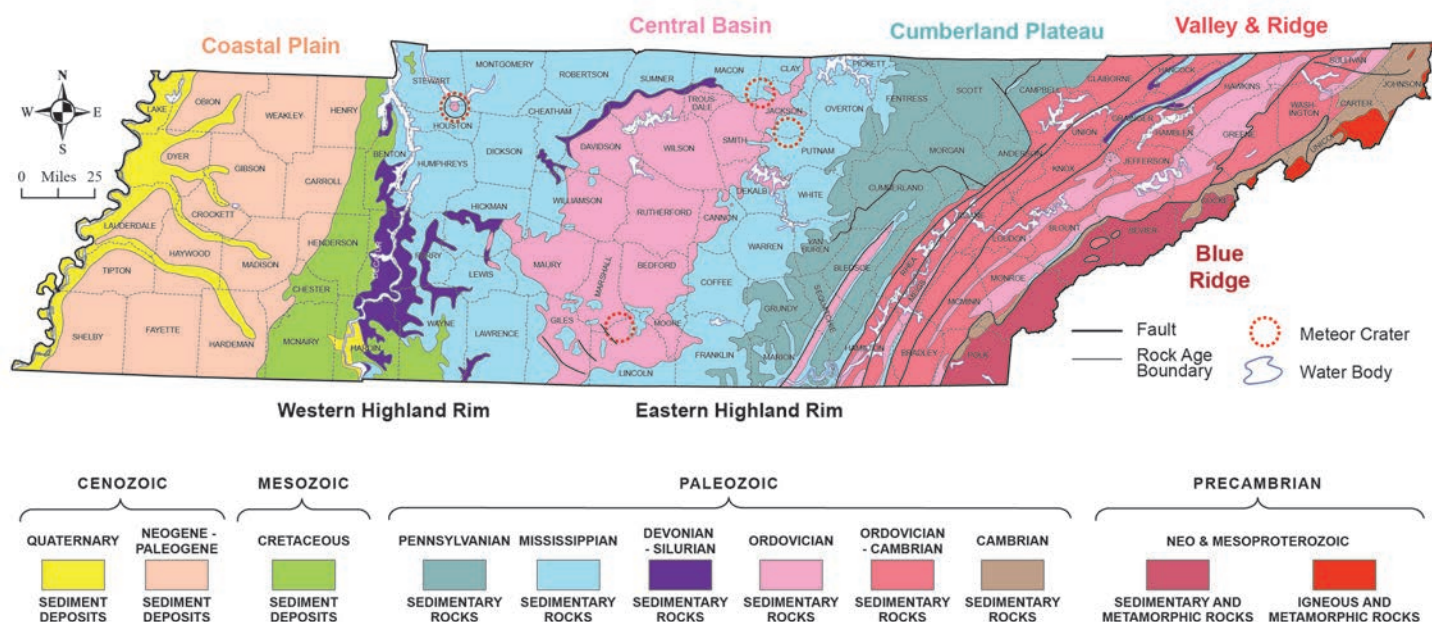 Coastal Plain
Central Basin
Cumberland Plateau
Valley & Ridge
Blue
Ridge
N
W E
S
0 Miles 25
LAKE
OBION
WEAKLEY
HENRY
DYER
GIBSON
CARROLL
BENTON
LAUDERDALE
CROCKETT
HAYWOOD
MADISON
HENDERSON
TIPTON
CHESTER
SHELBY
FAYETTE
HARDEMAN
MCNAIRY
HARDIN
STEWART
MONTGOMERY
ROBERTSON
SUMNER
MACON
CLAY
PICKETT
HOUSTON
CHEATHAM
TROUS-
DALE
JACKSON
OVERTON
FENTRESS
SCOTT
CAMPBELL
CLAIBORNE
HANCOCK
HAWKINS
SULLIVAN
JOHNSON
HUMPHREYS
DICKSON
DAVIDSON
WILSON
SMITH
PUTNAM
MORGAN
ANDERSON
UNION
GRAINGER
HAMBLEN
GREENE
WASH-
INGTON
CARTER
UNICOI
HICKMAN
WILLIAMSON
RUTHERFORD
CANNON
DEKALB
WHITE
CUMBERLAND
KNOX
JEFFERSON
COCKE
SEVIER
PERRY
LEWIS
MAURY
MARSHALL
BEDFORD
COFFEE
WARREN
VAN
BUREN
BLEDSOE
RHEA
ROANE
LOUDON
BLOUNT
WAYNE
LAWRENCE
GILES
LINCOLN
MOORE
FRANKLIN
GRUNDY
MARION
SEQUATCHIE
HAMILTON
MEIGS
MCMINN
MONROE
BRADLEY
POLK
Fault
Rock Age
Boundary
Meteor Crater
Water Body
Western Highland Rim
Eastern Highland Rim
CENOZOIC
MESOZOIC
PALEOZOIC
PRECAMBRIAN
QUATERNARY
SEDIMENT
DEPOSITS
NEOGENE -
PALEOGENE
SEDIMENT
DEPOSITS
CRETACEOUS
SEDIMENT
DEPOSITS
PENNSYLVANIAN
SEDIMENTARY
ROCKS
MISSISSIPPIAN
SEDIMENTARY
ROCKS
DEVONIAN
- SILURIAN
SEDIMENTARY
ROCKS
ORDOVICIAN
SEDIMENTARY
ROCKS
ORDOVICIAN
- CAMBRIAN
SEDIMENTARY
ROCKS
CAMBRIAN
SEDIMENTARY
ROCKS
NEO & MESOPROTEROZOIC
SEDIMENTARY AND
METAMORPHIC ROCKS
IGNEOUS AND
METAMORPHIC ROCKS